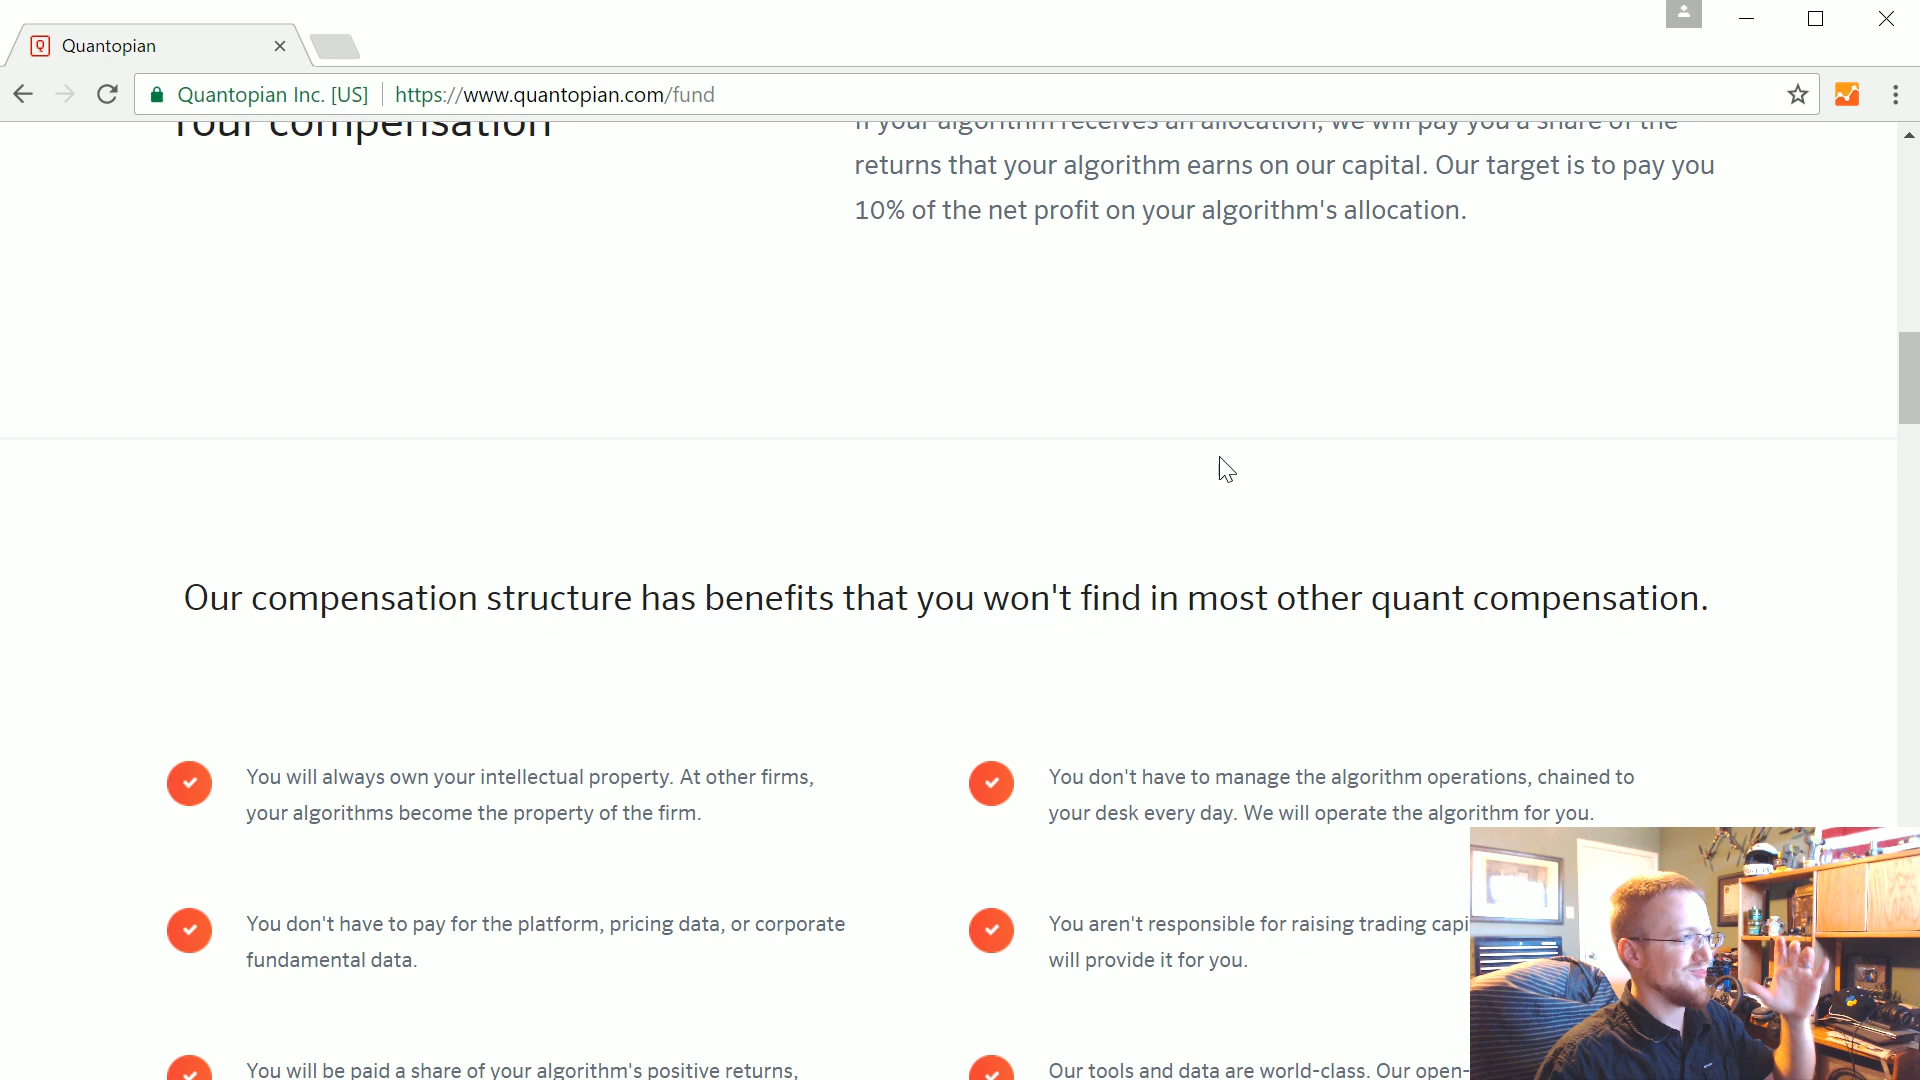 Quantopian
Quantopian Inc. [US]
https://www.quantopian.com/fund
Your compensation
If your algorithm receives an allocation, we will pay you a share of the
returns that your algorithm earns on our capital. Our target is to pay you
10% of the net profit on your algorithm's allocation.
Our compensation structure has benefits that you won't find in most other quant compensation.
You will always own your intellectual property. At other firms,
your algorithms become the property of the firm.
You don't have to manage the algorithm operations, chained to
your desk every day. We will operate the algorithm for you.
You don't have to pay for the platform, pricing data, or corporate
fundamental data.
You aren't responsible for raising trading capi
will provide it for you.
You will be paid a share of your algorithm's positive returns,
Our tools and data are world-class. Our open-